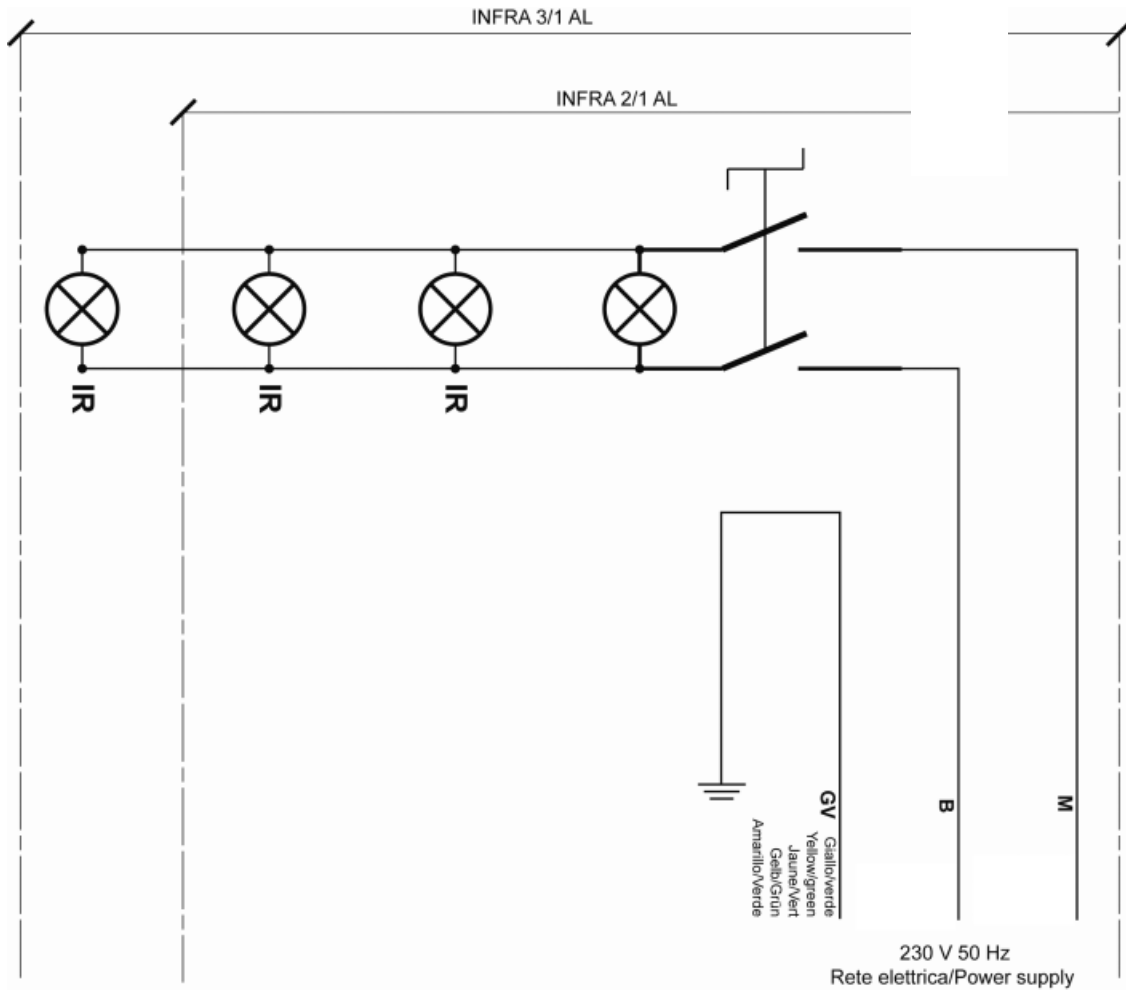 INFRA 3/1 AL
INFRA 2/1 AL
IR
IR
IR
GV
Giallo/verde
Yellow/green
Jaune/Vert
Gelb/Grün
Amarillo/Verde
B
M
230 V 50 Hz
Rete elettrica/Power supply